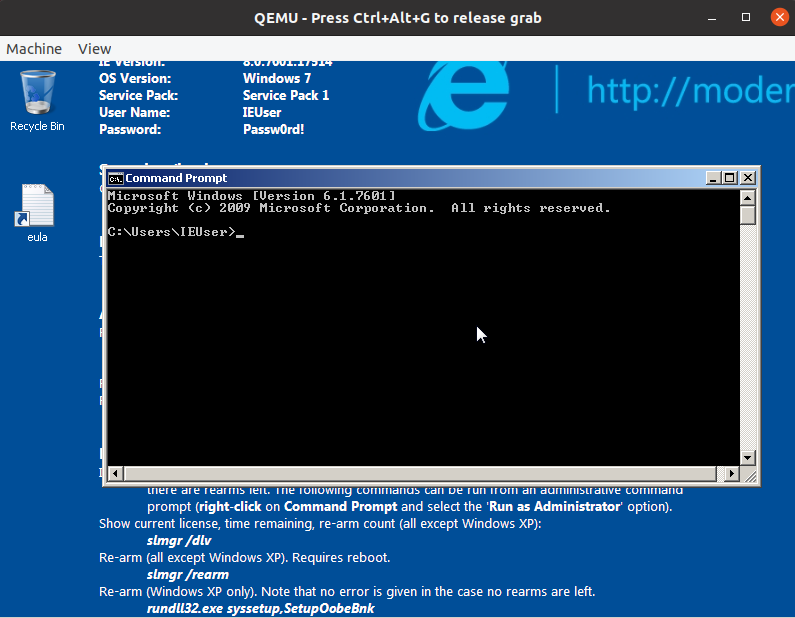 QEMU - Press Ctrl+Alt+G to release grab
Machine View
IE Version: 8.0.7601.17514
OS Version: Windows 7
Service Pack: Service Pack 1
User Name: IEUser
Password: Passw0rd!
http://moder
Recycle Bin
eula
Command Prompt
Microsoft Windows [Version 6.1.7601]
Copyright (c) 2009 Microsoft Corporation. All rights reserved.
C:\Users\IEUser>_
there are rearms left. The following commands can be run from an administrative command
prompt (right-click on Command Prompt and select the 'Run as Administrator' option).
Show current license, time remaining, re-arm count (all except Windows XP):
slmgr /dlv
Re-arm (all except Windows XP). Requires reboot.
slmgr /rearm
Re-arm (Windows XP only). Note that no error is given in the case no rearms are left.
rundll32.exe syssetup,SetupOobeBnk